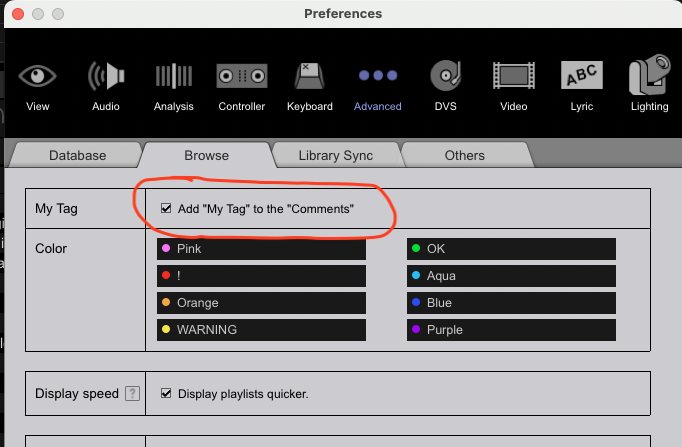 Preferences
View
Audio
Analysis
Controller
Keyboard
Advanced
DVS
Video
ABC
Lyric
Lighting
Database
Browse
Library Sync
Others
My Tag
Add "My Tag" to the "Comments"
Color
Pink
OK
!
Aqua
Orange
Blue
WARNING
Purple
Display speed ?
Display playlists quicker.